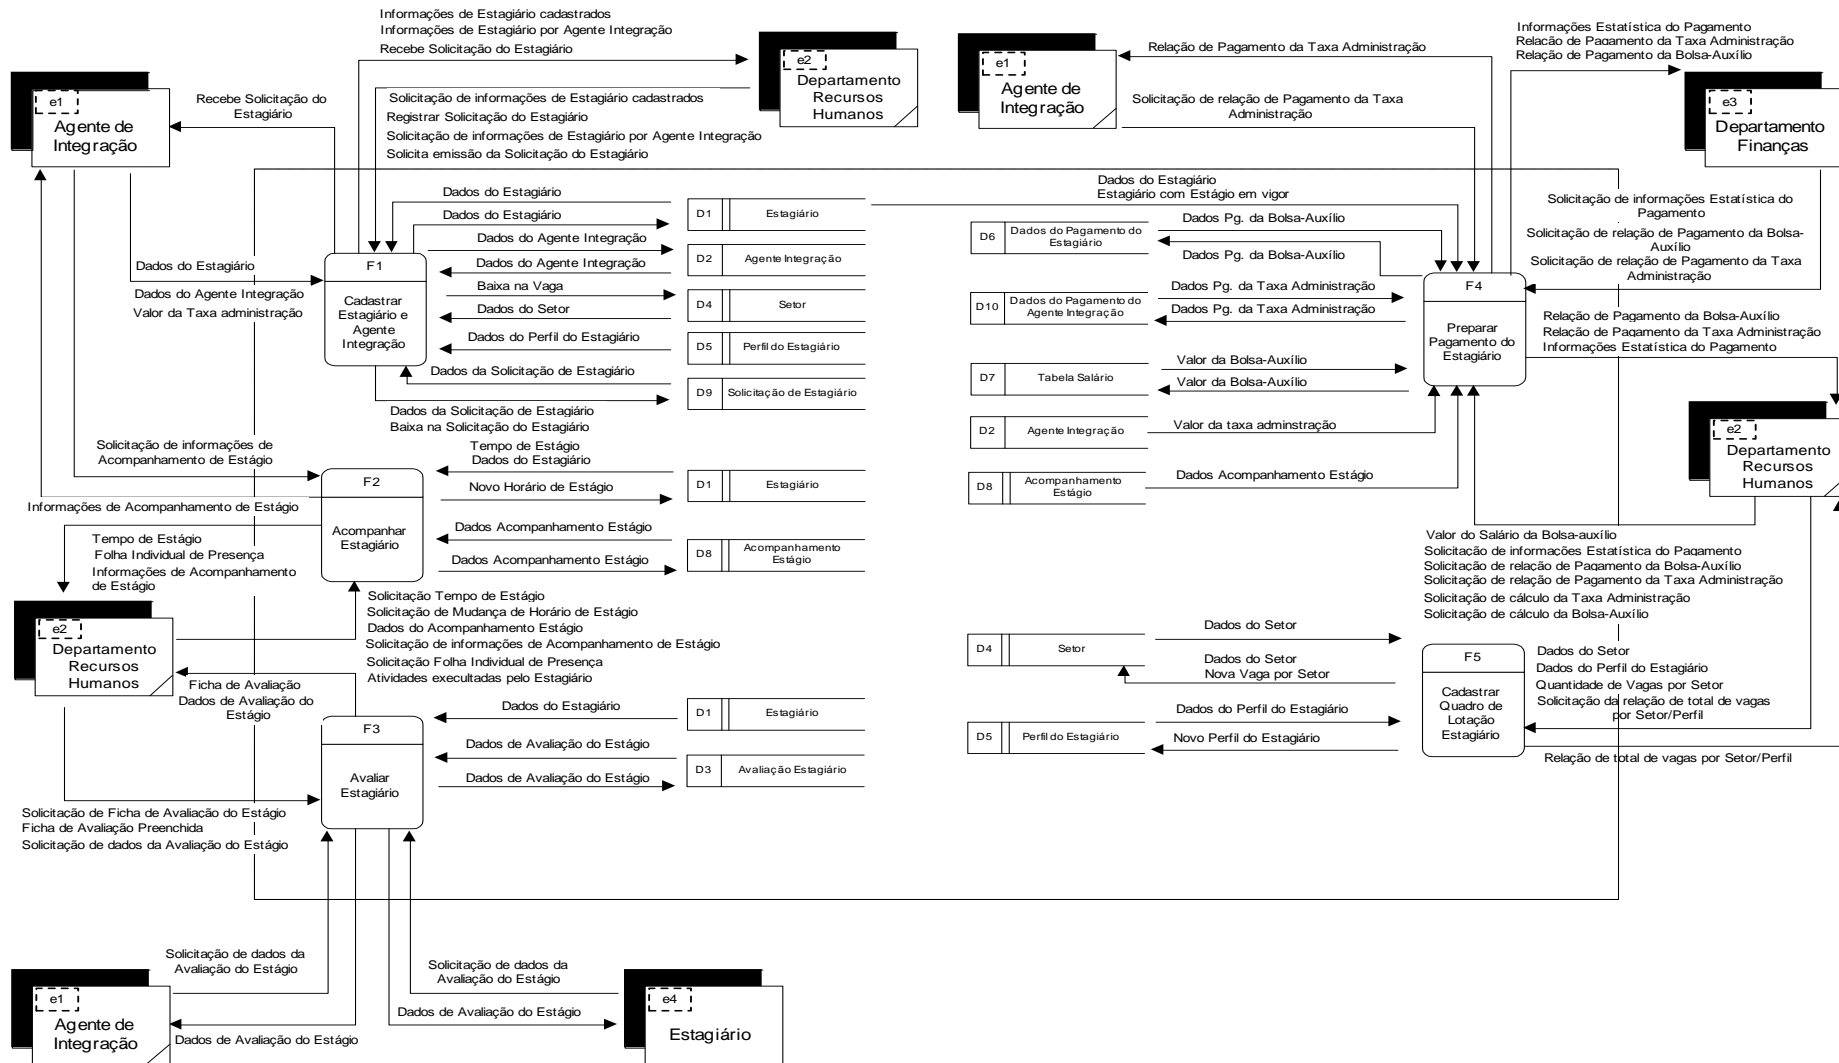 Informações de Estagiário cadastrados
Informações de Estagiário por Agente Integração
Recebe Solicitação do Estagiário
e2
Departamento
Recursos
Humanos
e1
Agente de
Integração
Relação de Pagamento da Taxa Administração
Solicitação de relação de Pagamento da Taxa
Administração
Informações Estatística do Pagamento
Relacão de Pagamento da Taxa Administração
Relação de Pagamento da Bolsa-Auxílio
e3
Departamento
Finanças
e1
Agente de
Integração
Recebe Solicitação do
Estagiário
Solicitação de informações de Estagiário cadastrados
Registrar Solicitação do Estagiário
Solicitação de informações de Estagiário por Agente Integração
Solicita emissão da Solicitação do Estagiário
Dados do Estagiário
Estagiário com Estágio em vigor
Solicitação de informações Estatística do
Pagamento
Solicitação de relação de Pagamento da Bolsa-
Auxílio
Solicitação de relação de Pagamento da Taxa
Administração
Dados do Estagiário
Dados do Estagiário
D1
Estagiário
Dados do Agente Integração
Dados do Agente Integração
D2
Agente Integração
Baixa na Vaga
Dados do Setor
D4
Setor
Dados do Perfil do Estagiário
D5
Perfil do Estagiário
Dados da Solicitação de Estagiário
D9
Solicitação de Estagiário
Dados da Solicitação de Estagiário
Baixa na Solicitação do Estagiário
Dados do Estagiário
Dados do Agente Integração
Valor da Taxa administração
F1
Cadastrar
Estagiário e
Agente
Integração
D6
Dados do Pagamento do
Estagiário
Dados Pg. da Bolsa-Auxílio
Dados Pg. da Bolsa-Auxílio
D10
Dados do Pagamento do
Agente Integração
Dados Pg. da Taxa Administração
Dados Pg. da Taxa Administração
D7
Tabela Salário
Valor da Bolsa-Auxílio
Valor da Bolsa-Auxílio
D2
Agente Integração
Valor da taxa adminstração
D8
Acompanhamento
Estágio
Dados Acompanhamento Estágio
F4
Preparar
Pagamento do
Estagiário
Relação de Pagamento da Bolsa-Auxílio
Relação de Pagamento da Taxa Administração
Informações Estatística do Pagamento
e2
Departamento
Recursos
Humanos
Solicitação de informações de
Acompanhamento de Estágio
Informações de Acompanhamento de Estágio
F2
Acompanhar
Estagiário
Tempo de Estágio
Dados do Estagiário
Novo Horário de Estágio
D1
Estagiário
Dados Acompanhamento Estágio
Dados Acompanhamento Estágio
D8
Acompanhamento
Estágio
Tempo de Estágio
Folha Individual de Presença
Informações de Acompanhamento
de Estágio
e2
Departamento
Recursos
Humanos
Solicitação Tempo de Estágio
Solicitação de Mudança de Horário de Estágio
Dados do Acompanhamento Estágio
Solicitação de informações de Acompanhamento de Estágio
Solicitação Folha Individual de Presença
Atividades execultadas pelo Estagiário
Valor do Salário da Bolsa-auxílio
Solicitação de informações Estatística do Pagamento
Solicitação de relação de Pagamento da Bolsa-Auxílio
Solicitação de relação de Pagamento da Taxa Administração
Solicitação de cálculo da Taxa Administração
Solicitação de cálculo da Bolsa-Auxílio
Ficha de Avaliação
Dados de Avaliação do
Estágio
F3
Avaliar
Estagiário
Dados do Estagiário
D1
Estagiário
Dados de Avaliação do Estágio
Dados de Avaliação do Estágio
D3
Avaliação Estagiário
D4
Setor
Dados do Setor
Dados do Setor
Nova Vaga por Setor
D5
Perfil do Estagiário
Dados do Perfil do Estagiário
Novo Perfil do Estagiário
F5
Cadastrar
Quadro de
Lotação
Estagiário
Dados do Setor
Dados do Perfil do Estagiário
Quantidade de Vagas por Setor
Solicitação da relação de total de vagas
por Setor/Perfil
Relação de total de vagas por Setor/Perfil
Solicitação de Ficha de Avaliação do Estágio
Ficha de Avaliação Preenchida
Solicitação de dados da Avaliação do Estágio
Solicitação de dados da
Avaliação do Estágio
e1
Agente de
Integração
Dados de Avaliação do Estágio
Solicitação de dados da
Avaliação do Estágio
Dados de Avaliação do Estágio
e4
Estagiário